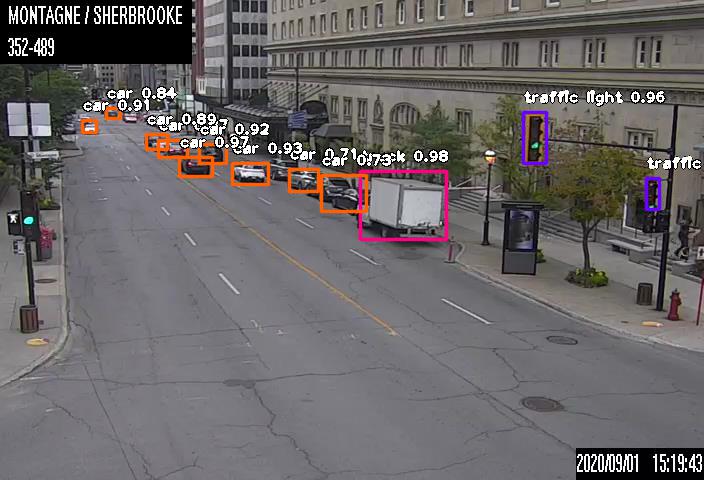 MONTAGNE / SHERBROOKE
352-489
car 0.84
car 0.91
car 0.89
0.92
car 0.97
car 0.93
car 0.71
car 0.73
0.98
traffic light 0.96
traffic
2020/09/01 15:19:43